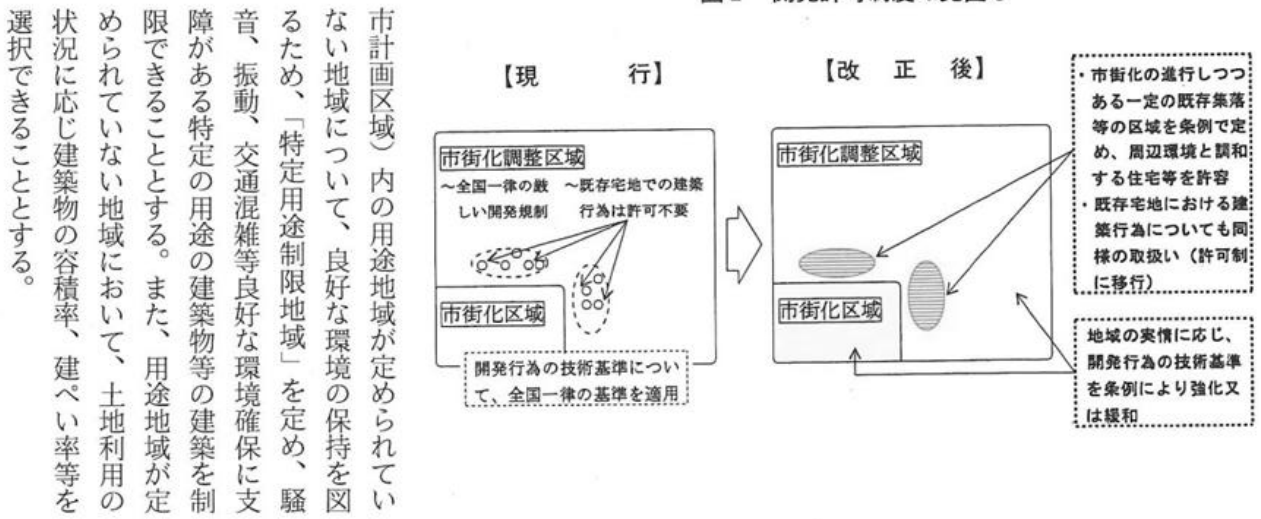 市計画区域）内の用途地域が定められてい
ない地域について、良好な環境の保持を図
るため、「特定用途制限地域」を定め、騒
音、振動、交通混雑等良好な環境確保に支
障がある特定の用途の建築物等の建築を制
限できることとする。また、用途地域が定
められていない地域において、土地利用の
状況に応じ建築物の容積率、建ぺい率等を
選択できることとする。
【現　　　行】
市街化調整区域
～全国一律の厳
しい開発規制
～既存宅地での建築
行為は許可不要
市街化区域
開発行為の技術基準につい
て、全国一律の基準を適用
【改　正　後】
市街化調整区域
市街化区域
・市街化の進行しつつ
ある一定の既存集落
等の区域を条例で定
め、周辺環境と調和
する住宅等を許容
・既存宅地における建
築行為についても同
様の取扱い（許可制
に移行）
地域の実情に応じ、
開発行為の技術基準
を条例により強化又
は緩和